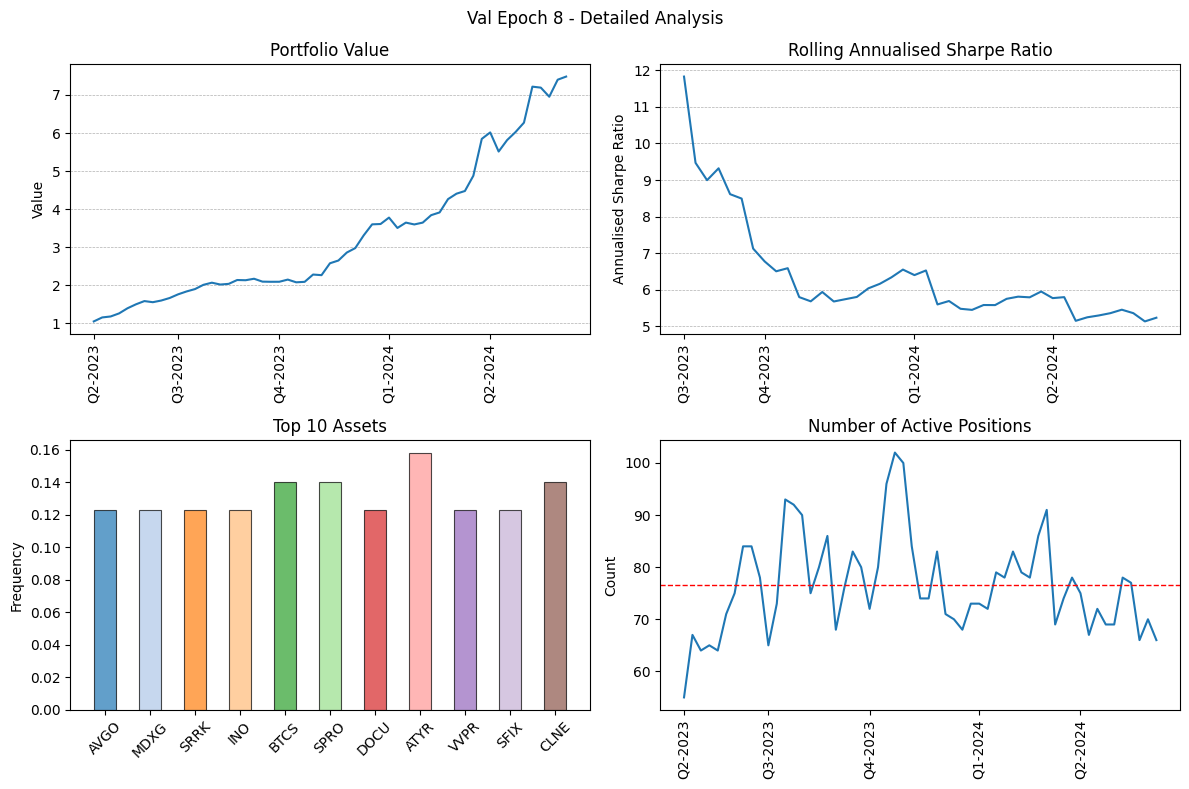 Val Epoch 8 - Detailed Analysis
Portfolio Value
Value
7
6
5
4
3
2
1
Q2-2023
Q3-2023
Q4-2023
Q1-2024
Q2-2024
Rolling Annualised Sharpe Ratio
Annualised Sharpe Ratio
12
11
10
9
8
7
6
5
Q3-2023
Q4-2023
Q1-2024
Q2-2024
Top 10 Assets
Frequency
0.16
0.14
0.12
0.10
0.08
0.06
0.04
0.02
0.00
AVGO
MDXG
SRRK
INO
BTCS
SPRO
DOCU
ATYR
VVPR
SFIX
CLNE
Number of Active Positions
Count
100
90
80
70
60
Q2-2023
Q3-2023
Q4-2023
Q1-2024
Q2-2024